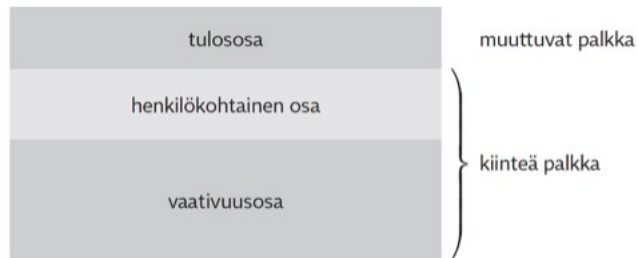 tulososa muuttuvat palkka
henkilökohtainen osa
kiinteä palkka
vaativuusosa